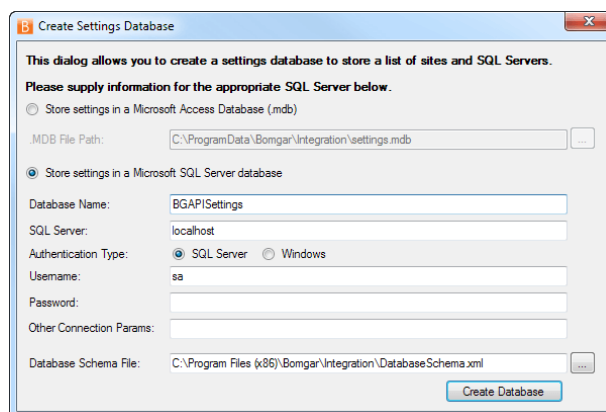 B Create Settings Database
This dialog allows you to create a settings database to store a list of sites and SQL Servers.
Please supply information for the appropriate SQL Server below.
Store settings in a Microsoft Access Database (.mdb)
.MDB File Path: C:\ProgramData\Bomgar\Integration\settings.mdb ...
Store settings in a Microsoft SQL Server database
Database Name: BGAPISettings
SQL Server: localhost
Authentication Type: SQL Server Windows
Username: sa
Password:
Other Connection Params:
Database Schema File: C:\Program Files (x86)\Bomgar\Integration\DatabaseSchema.xml ...
Create Database